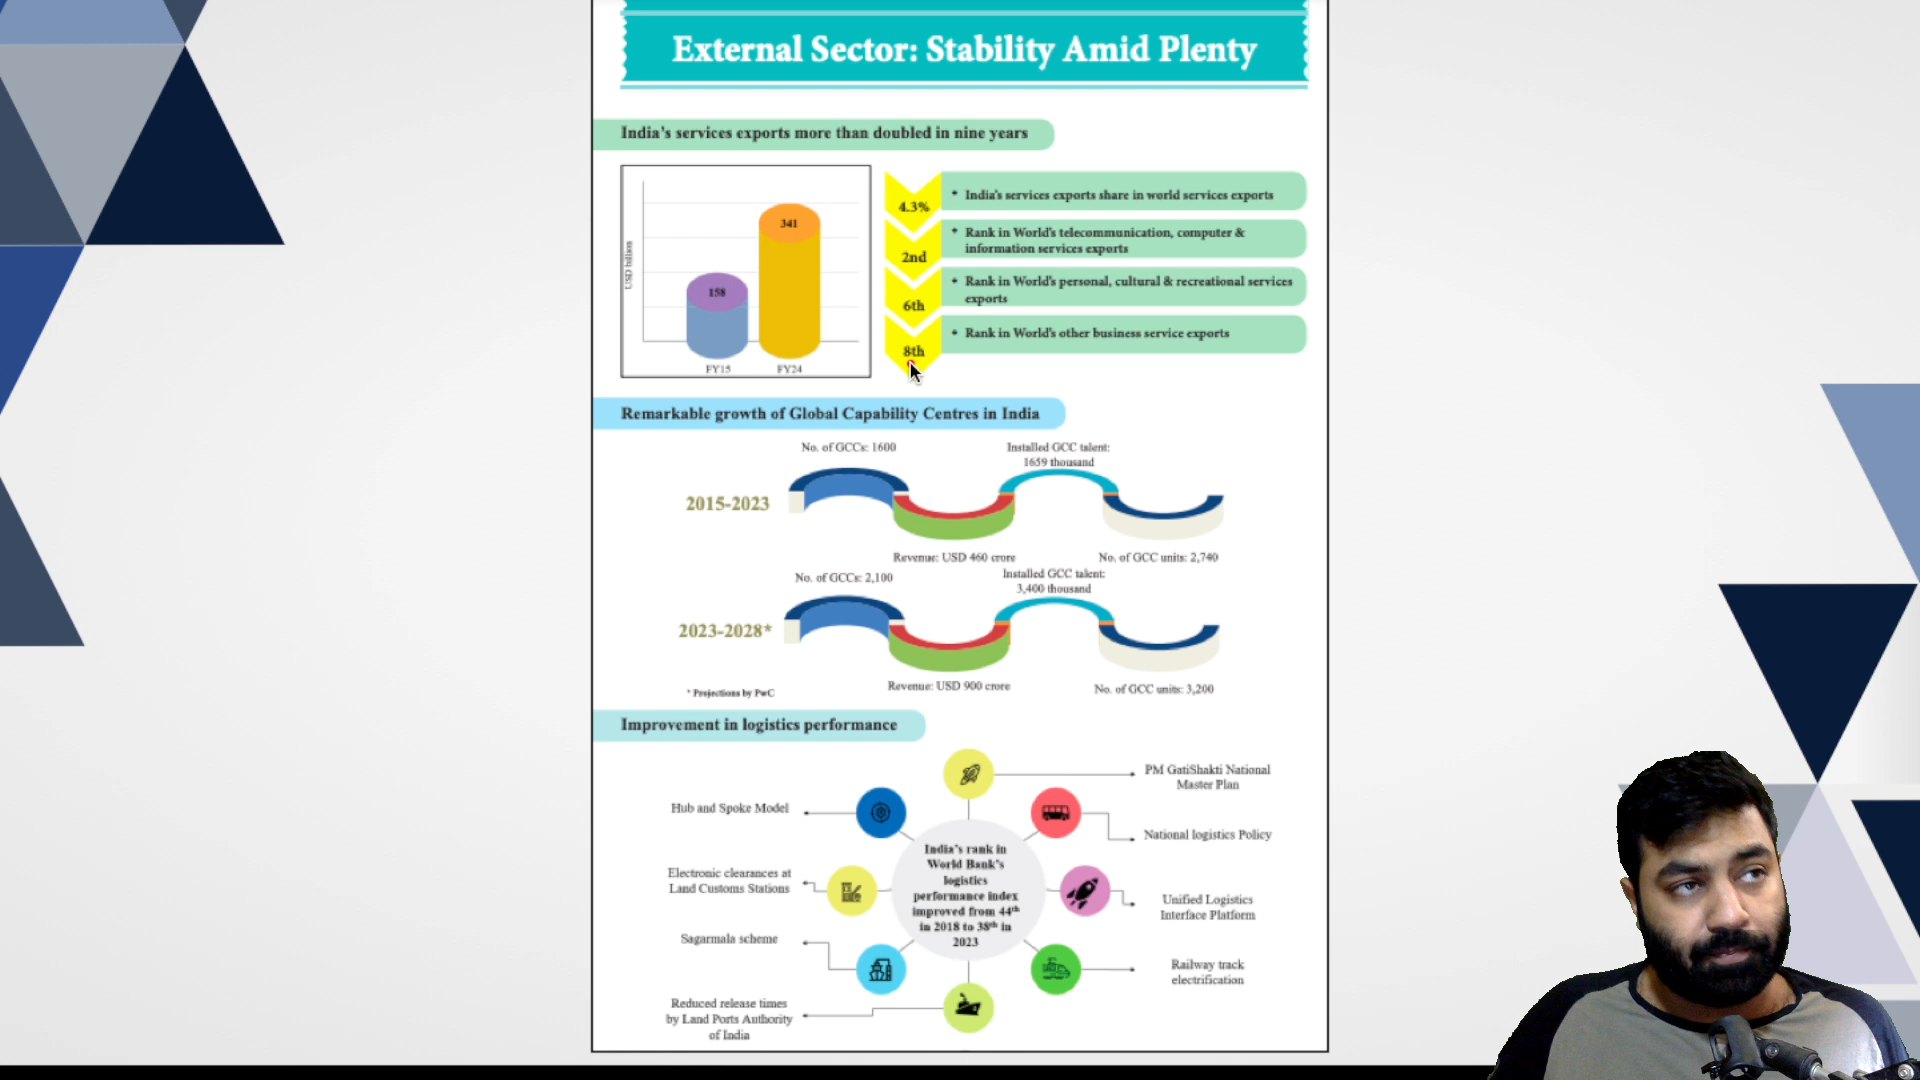 External Sector: Stability Amid Plenty
India's services exports more than doubled in nine years
USD billion
158
341
FY15
FY24
4.3%
• India's services exports share in world services exports
2nd
• Rank in World's telecommunication, computer &
information services exports
6th
• Rank in World's personal, cultural & recreational services
exports
8th
• Rank in World's other business service exports
Remarkable growth of Global Capability Centres in India
2015-2023
No. of GCCs: 1600
Installed GCC talent:
1659 thousand
Revenue: USD 460 crore
No. of GCC units: 2,740
2023-2028*
No. of GCCs: 2,100
Installed GCC talent:
3,400 thousand
Revenue: USD 900 crore
No. of GCC units: 3,200
* Projections by PwC
Improvement in logistics performance
India's rank in
World Bank's
logistics
performance index
improved from 44th
in 2018 to 38th in
2023
PM GatiShakti National
Master Plan
National logistics Policy
Unified Logistics
Interface Platform
Railway track
electrification
Hub and Spoke Model
Electronic clearances at
Land Customs Stations
Sagarmala scheme
Reduced release times
by Land Ports Authority
of India